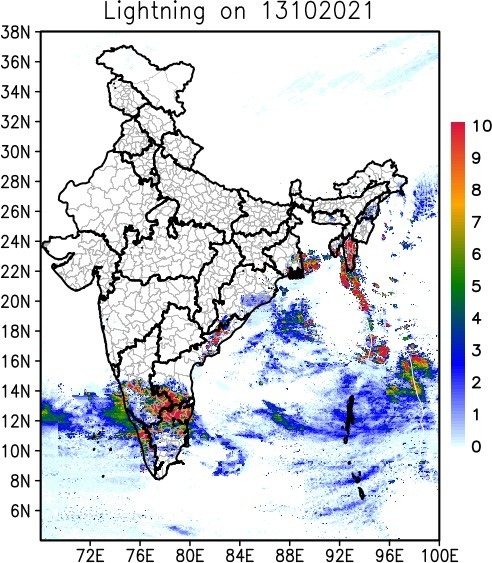 Lightning on 13102021
38N
36N
34N
32N
30N
28N
26N
24N
22N
20N
18N
16N
14N
12N
10N
8N
6N
72E 76E 80E 84E 88E 92E 96E 100E
10
9
8
7
6
5
4
3
2
1
0